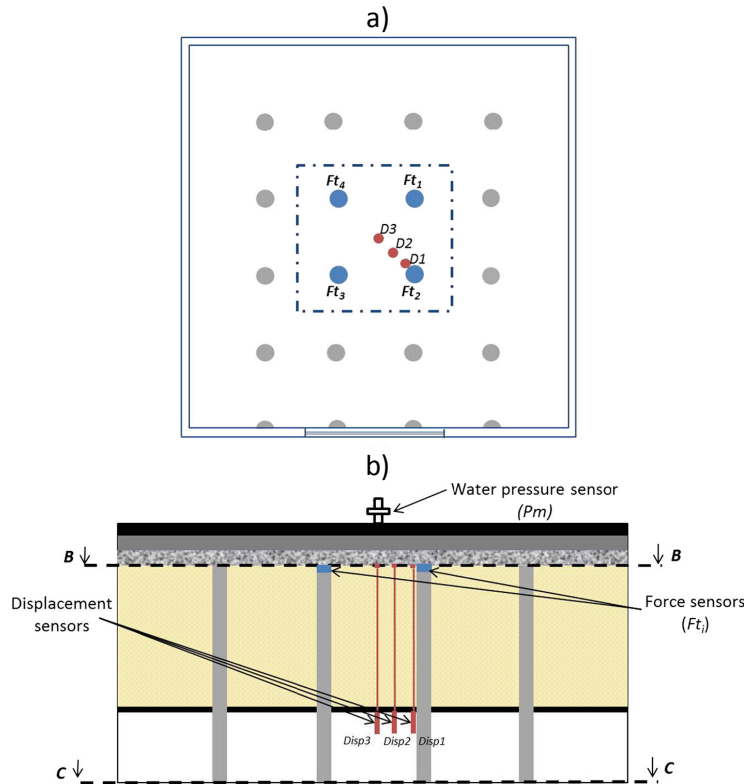 a)
Ft4
Ft1
D3
D2
D1
Ft3
Ft2
b)
Water pressure sensor
(Pm)
B
B
Displacement
sensors
Force sensors
(Fti)
Disp3
Disp2
Disp1
C
C